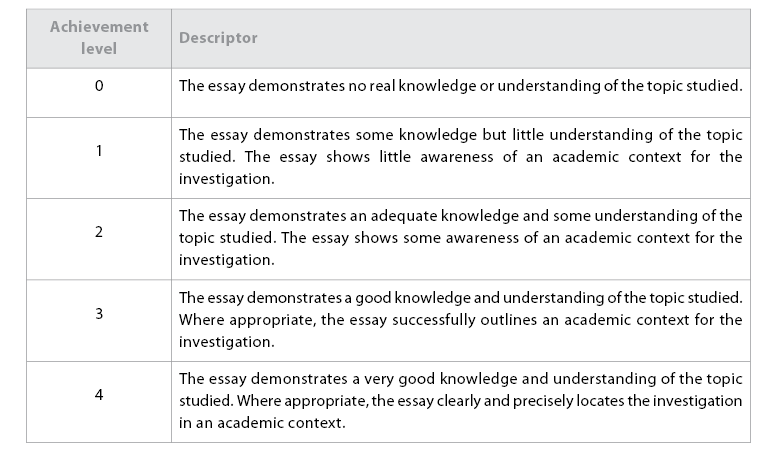 Achievement level
Descriptor
0
The essay demonstrates no real knowledge or understanding of the topic studied.
1
The essay demonstrates some knowledge but little understanding of the topic
studied. The essay shows little awareness of an academic context for the
investigation.
2
The essay demonstrates an adequate knowledge and some understanding of the
topic studied. The essay shows some awareness of an academic context for the
investigation.
3
The essay demonstrates a good knowledge and understanding of the topic studied.
Where appropriate, the essay successfully outlines an academic context for the
investigation.
4
The essay demonstrates a very good knowledge and understanding of the topic
studied. Where appropriate, the essay clearly and precisely locates the investigation
in an academic context.